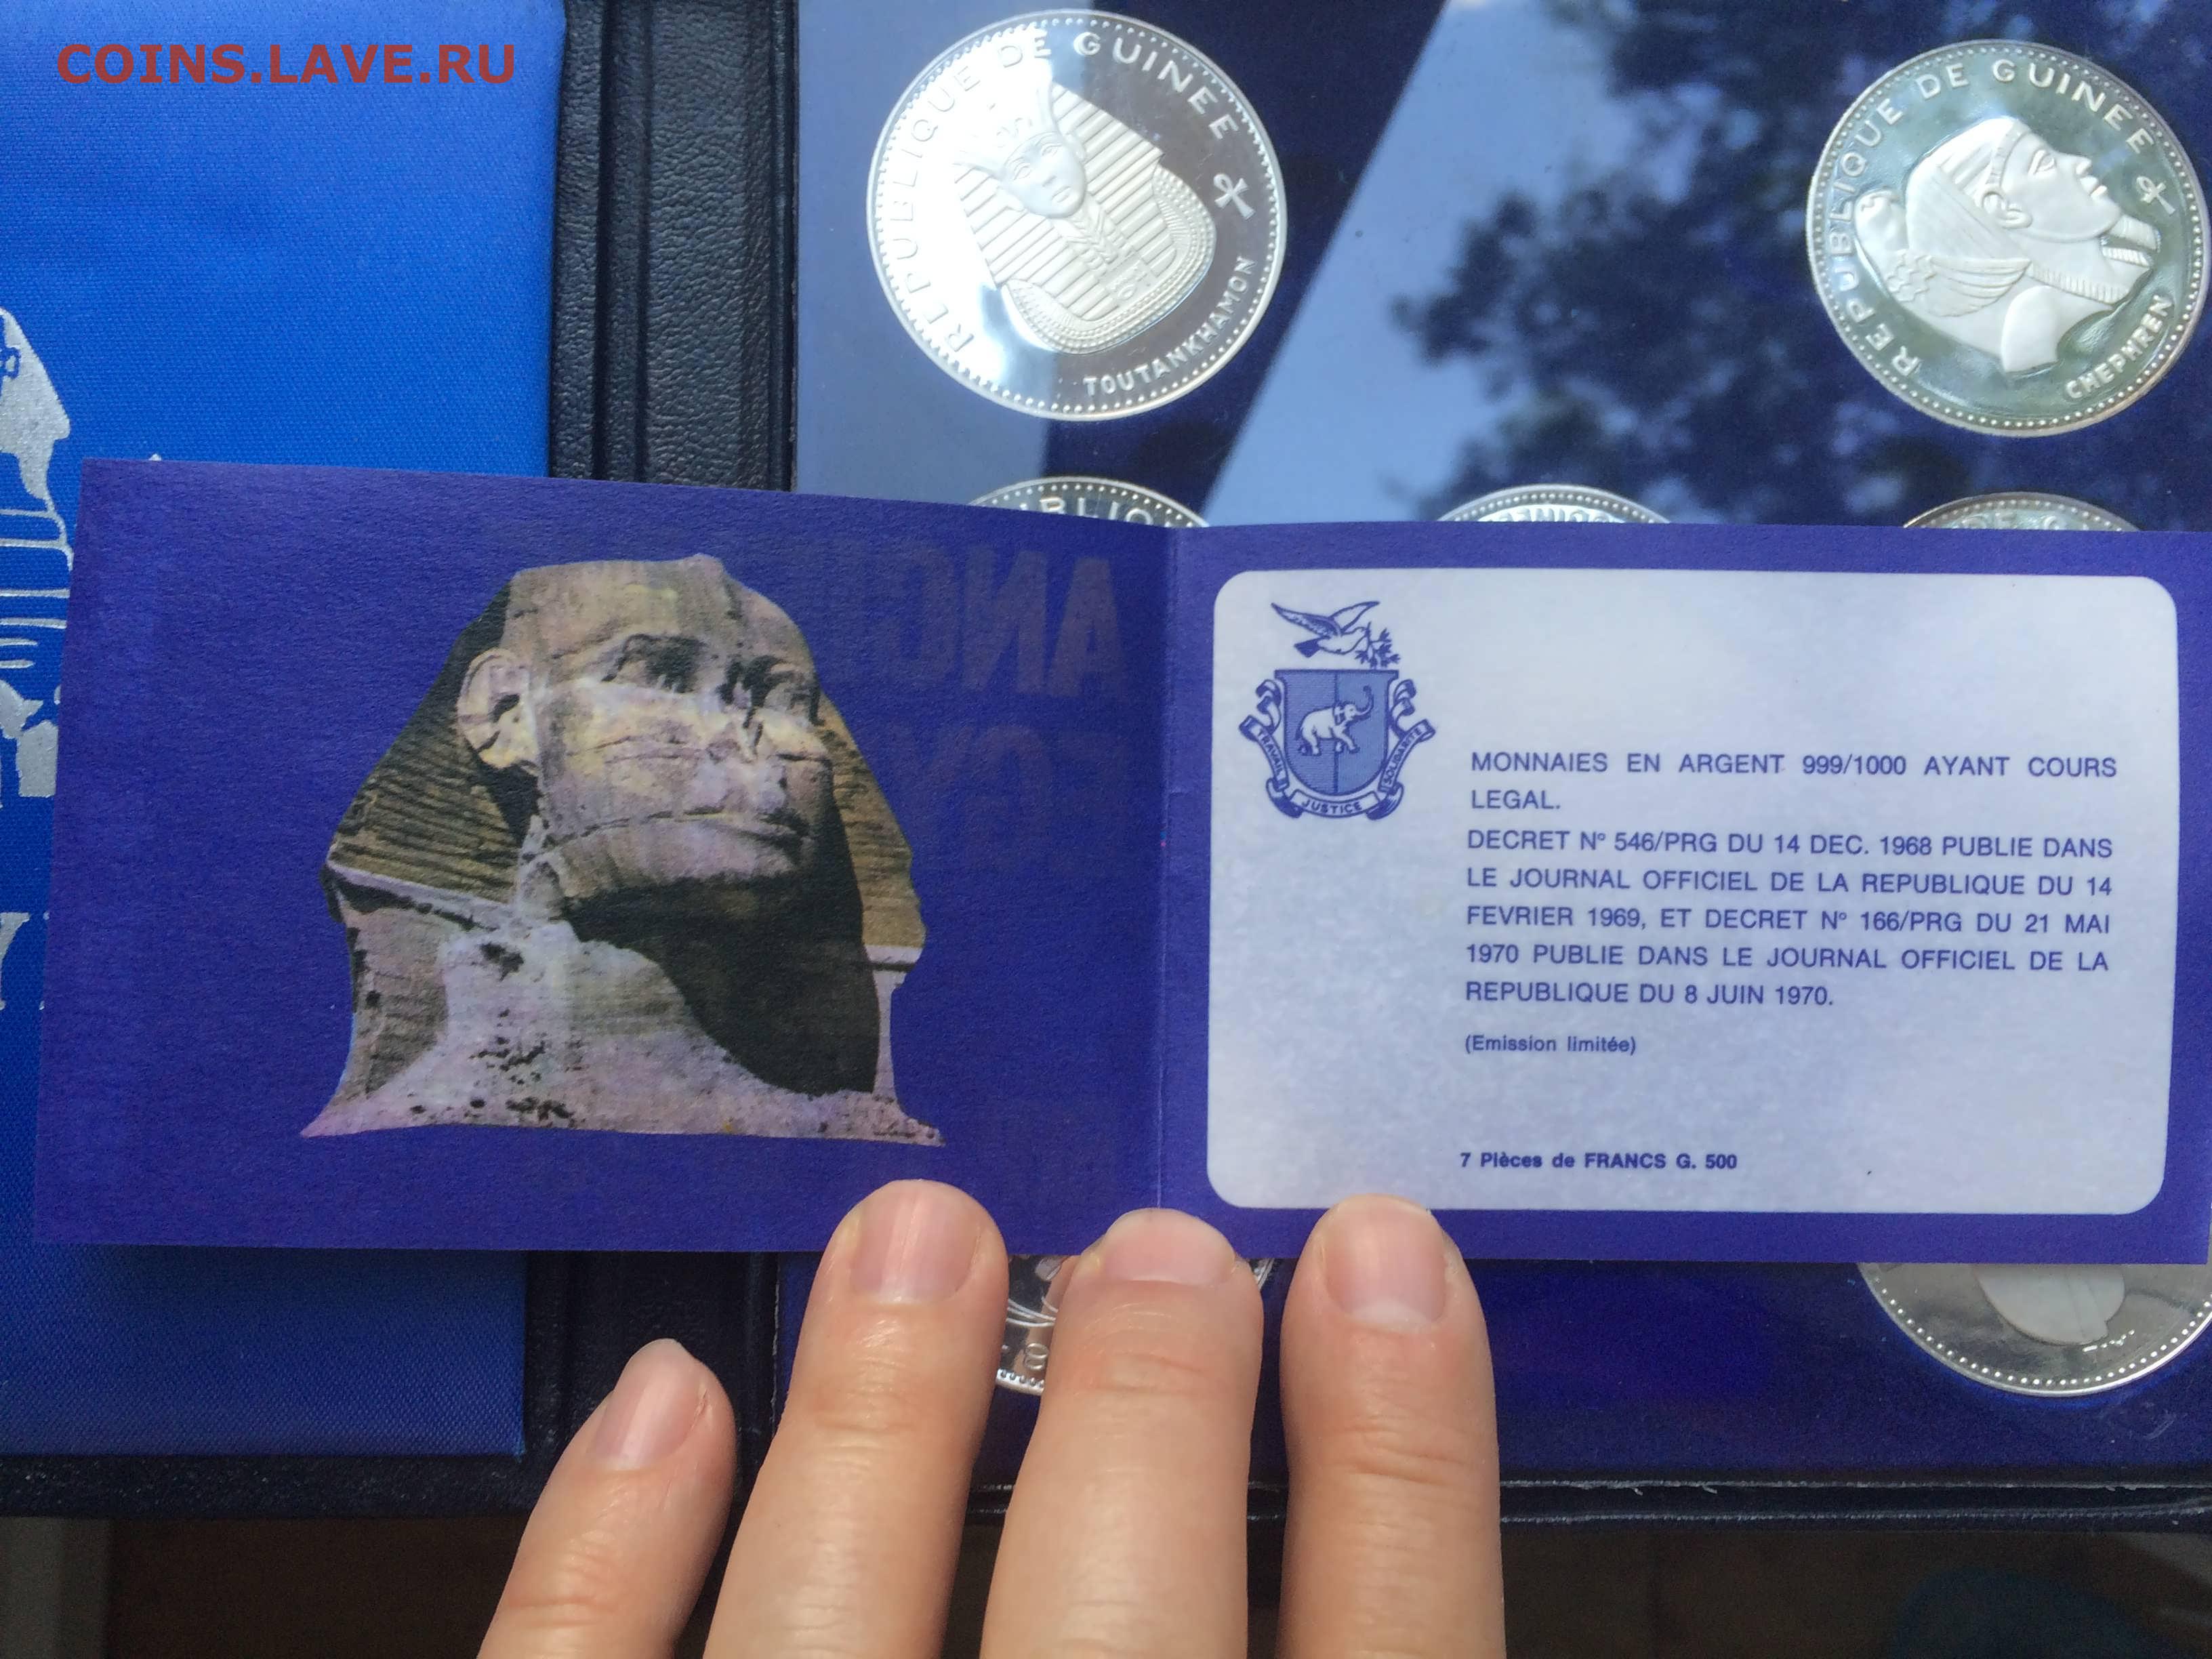 COINS.LAVE.RU
REPUBLIQUE DE GUINEE
TOUTANKHAMON
REPUBLIQUE DE GUINEE
CHEPHREN
TRAVAIL
JUSTICE
SOLIDARITE
MONNAIES EN ARGENT 999/1000 AYANT COURS
LEGAL.
DECRET N° 546/PRG DU 14 DEC. 1968 PUBLIE DANS
LE JOURNAL OFFICIEL DE LA REPUBLIQUE DU 14
FEVRIER 1969, ET DECRET N° 166/PRG DU 21 MAI
1970 PUBLIE DANS LE JOURNAL OFFICIEL DE LA
REPUBLIQUE DU 8 JUIN 1970.
(Emission limitée)
7 Pièces de FRANCS G. 500